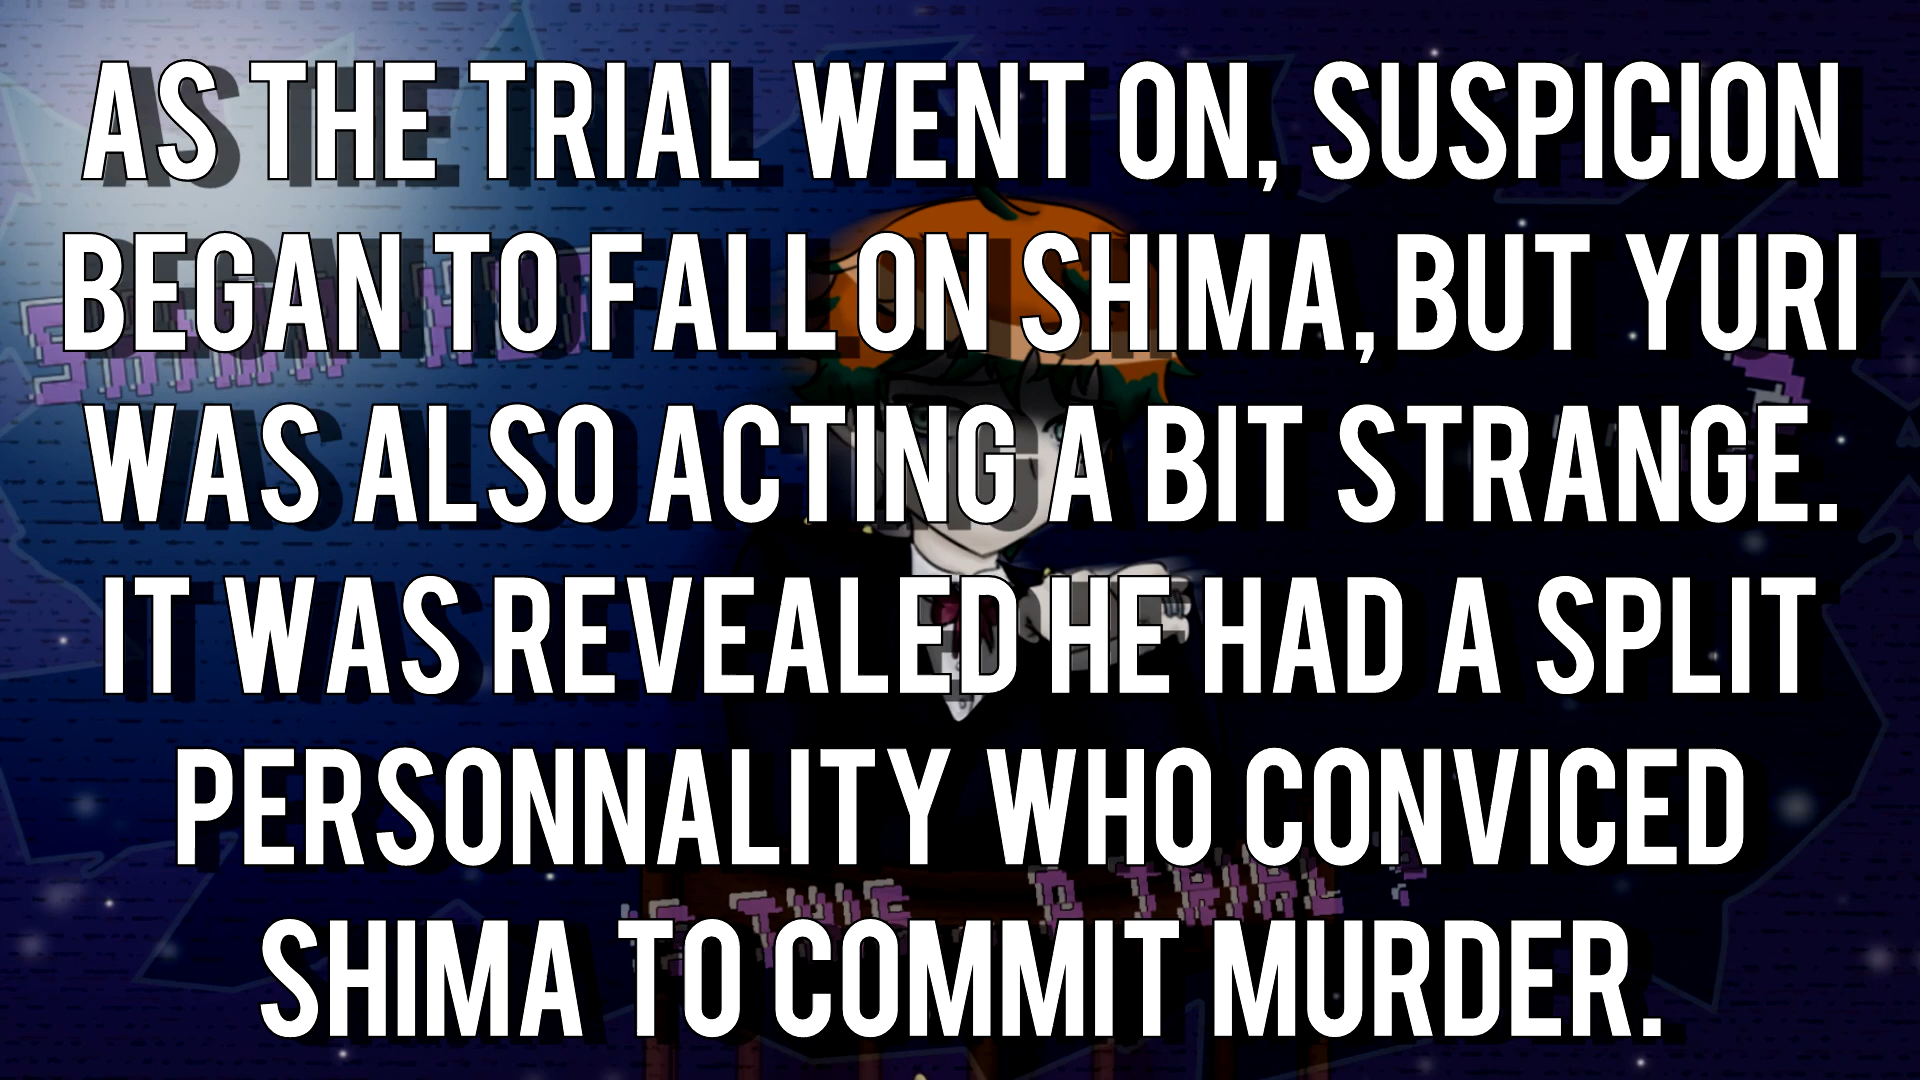 AS THE TRIAL WENT ON, SUSPICION
BEGAN TO FALL ON SHIMA, BUT YURI
WAS ALSO ACTING A BIT STRANGE.
IT WAS REVEALED HE HAD A SPLIT
PERSONNALITY WHO CONVICED
SHIMA TO COMMIT MURDER.